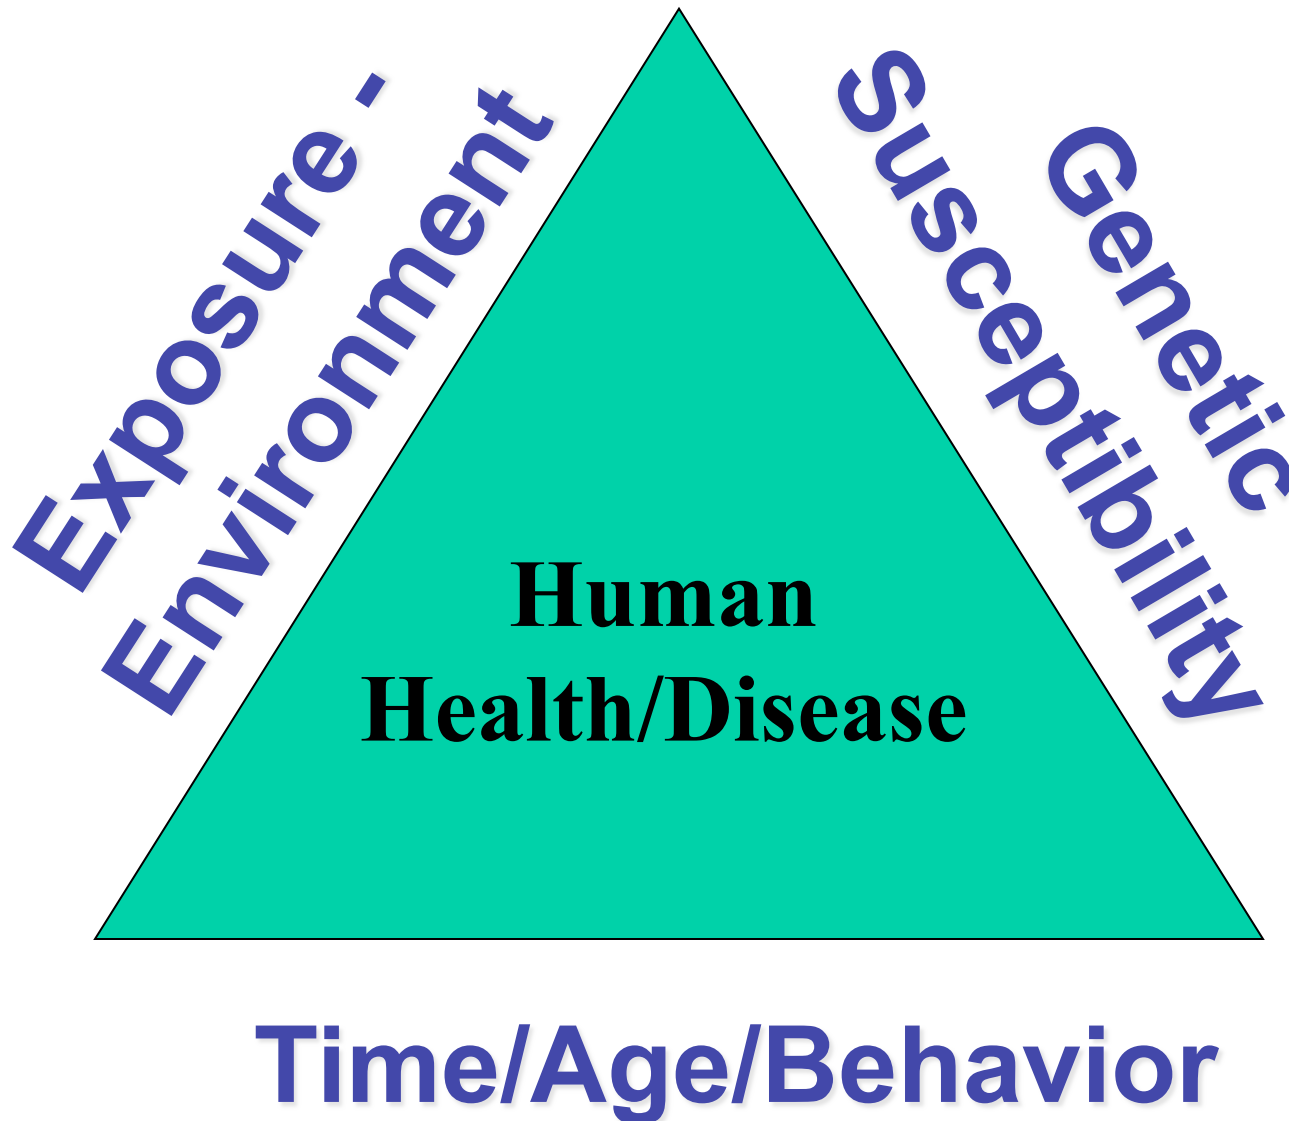 Exposure -
Environment
Genetic
Susceptibility
Human
Health/Disease
Time/Age/Behavior